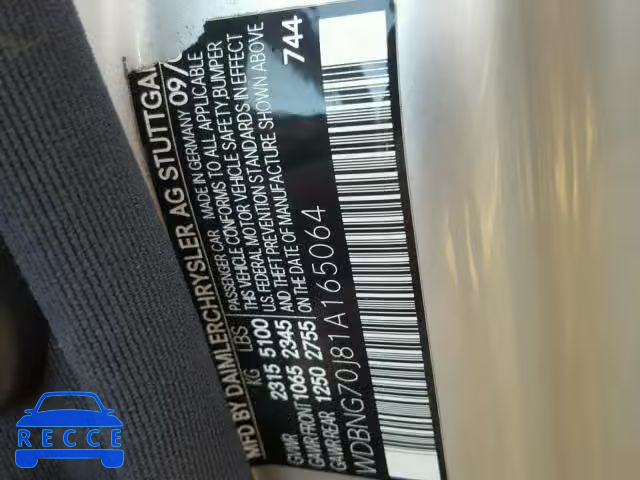 MFD BY DAIMLERCHRYSLER AG STUTTGA
KG LBS PASSENGER CAR MADE IN GERMANY 09/
GVWR 2315 5100 THIS VEHICLE CONFORMS TO ALL APPLICABLE
GAWR-FRONT 1065 2345 U.S. FEDERAL MOTOR VEHICLE SAFETY, BUMPER
GAWR-REAR 1250 2755 AND THEFT PREVENTION STANDARDS IN EFFECT
ON THE DATE OF MANUFACTURE SHOWN ABOVE
WDBNG70J81A165064 744
RECCE